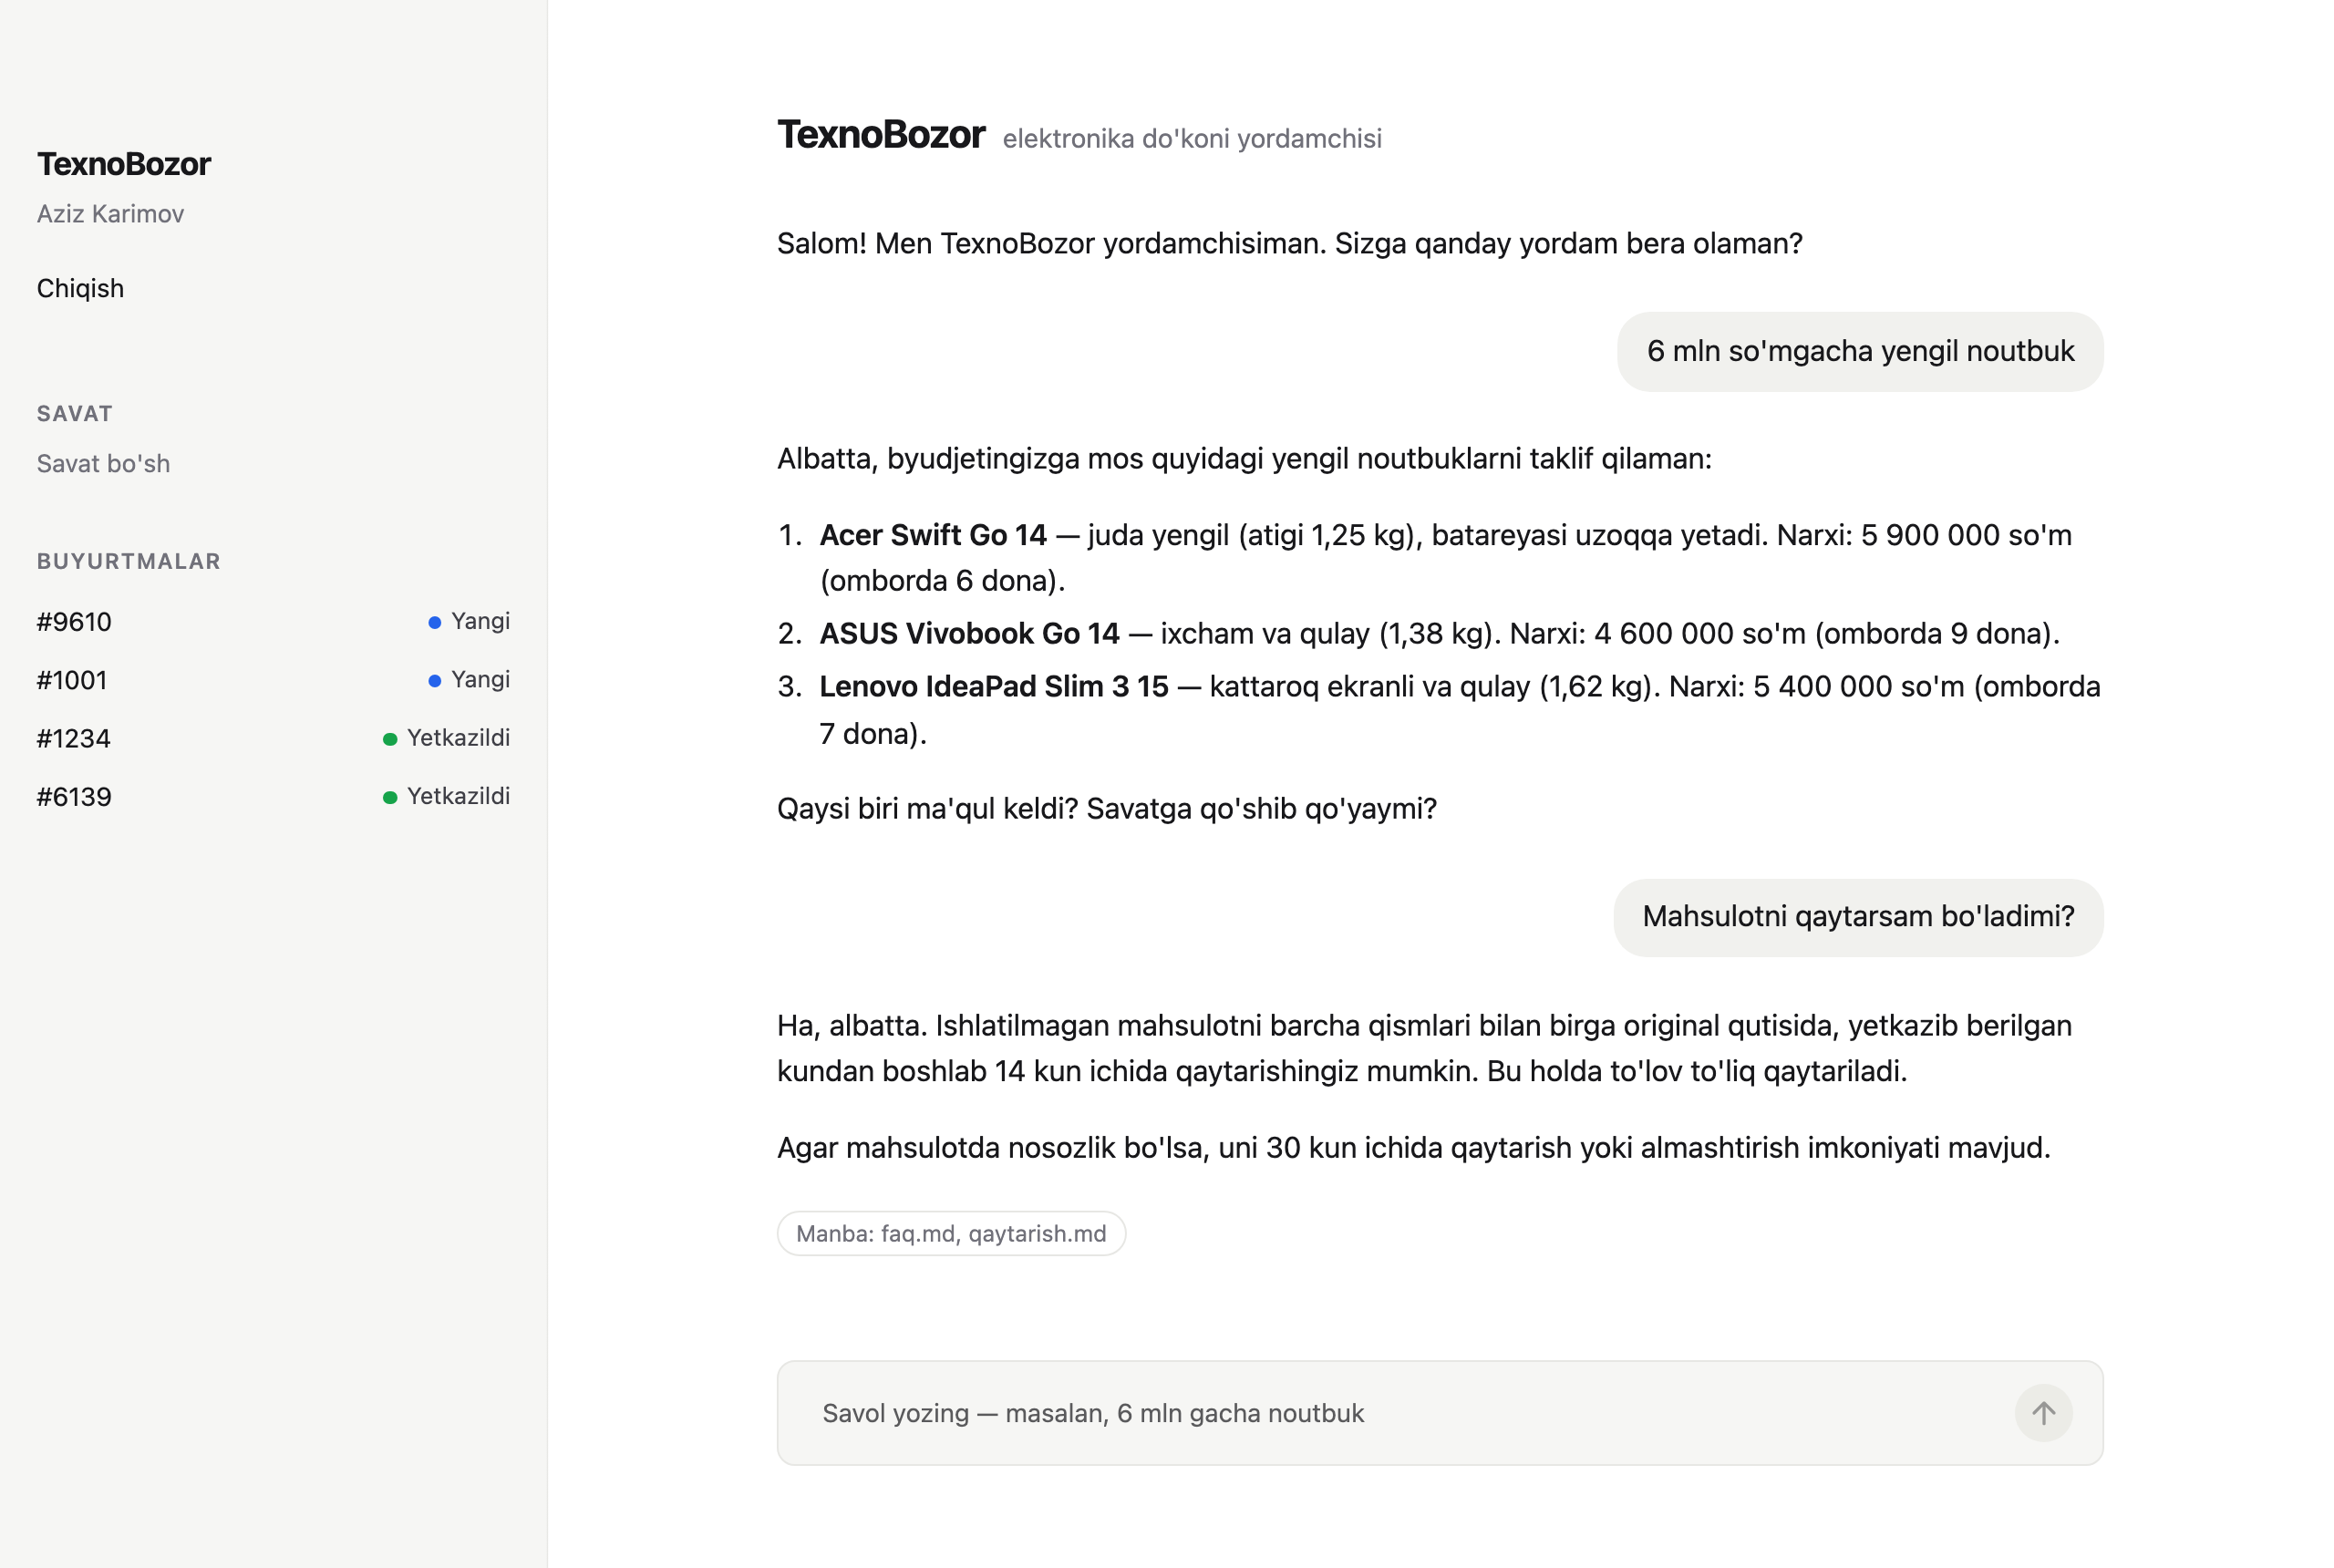 TexnoBozor
Aziz Karimov
Chiqish
SAVAT
Savat bo'sh
BUYURTMALAR
#9610 Yangi
#1001 Yangi
#1234 Yetkazildi
#6139 Yetkazildi
TexnoBozor elektronika do'koni yordamchisi
Salom! Men TexnoBozor yordamchisiman. Sizga qanday yordam bera olaman?
6 mln so'mgacha yengil noutbuk
Albatta, byudjetingizga mos quyidagi yengil noutbuklarni taklif qilaman:
1. Acer Swift Go 14 — juda yengil (atigi 1,25 kg), batareyasi uzoqqa yetadi. Narxi: 5 900 000 so'm
(omborda 6 dona).
2. ASUS Vivobook Go 14 — ixcham va qulay (1,38 kg). Narxi: 4 600 000 so'm (omborda 9 dona).
3. Lenovo IdeaPad Slim 3 15 — kattaroq ekranli va qulay (1,62 kg). Narxi: 5 400 000 so'm (omborda
7 dona).
Qaysi biri ma'qul keldi? Savatga qo'shib qo'yaymi?
Mahsulotni qaytarsam bo'ladimi?
Ha, albatta. Ishlatilmagan mahsulotni barcha qismlari bilan birga original qutisida, yetkazib berilgan
kundan boshlab 14 kun ichida qaytarishingiz mumkin. Bu holda to'lov to'liq qaytariladi.
Agar mahsulotda nosozlik bo'lsa, uni 30 kun ichida qaytarish yoki almashtirish imkoniyati mavjud.
Manba: faq.md, qaytarish.md
Savol yozing — masalan, 6 mln gacha noutbuk